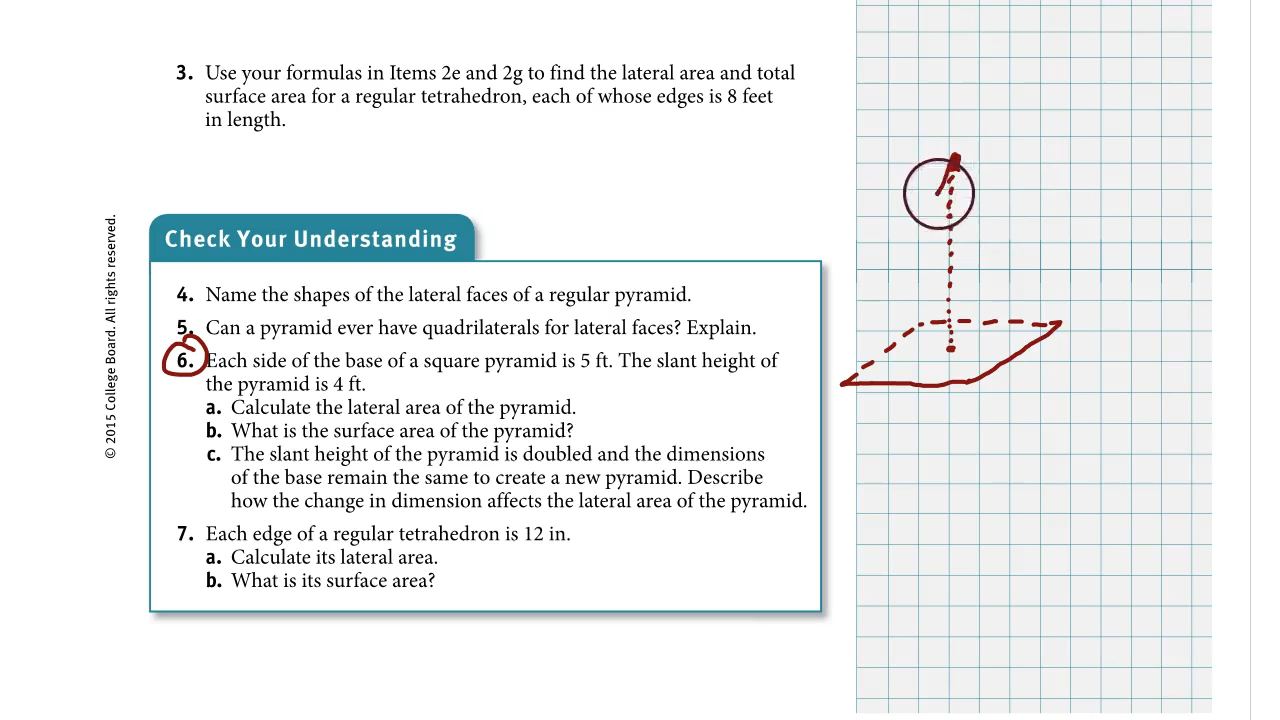 3. Use your formulas in Items 2e and 2g to find the lateral area and total
surface area for a regular tetrahedron, each of whose edges is 8 feet
in length.
© 2015 College Board. All rights reserved.
Check Your Understanding
4. Name the shapes of the lateral faces of a regular pyramid.
5. Can a pyramid ever have quadrilaterals for lateral faces? Explain.
6. Each side of the base of a square pyramid is 5 ft. The slant height of
the pyramid is 4 ft.
a. Calculate the lateral area of the pyramid.
b. What is the surface area of the pyramid?
c. The slant height of the pyramid is doubled and the dimensions
of the base remain the same to create a new pyramid. Describe
how the change in dimension affects the lateral area of the pyramid.
7. Each edge of a regular tetrahedron is 12 in.
a. Calculate its lateral area.
b. What is its surface area?